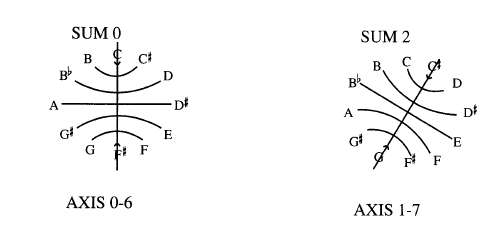 SUM 0
C
B C♯
B♭ D
A D♯
G♯ E
G F
F♯
AXIS 0-6
SUM 2
C C♯
B D
B♭ D♯
A E
G♯ F
G F♯
AXIS 1-7